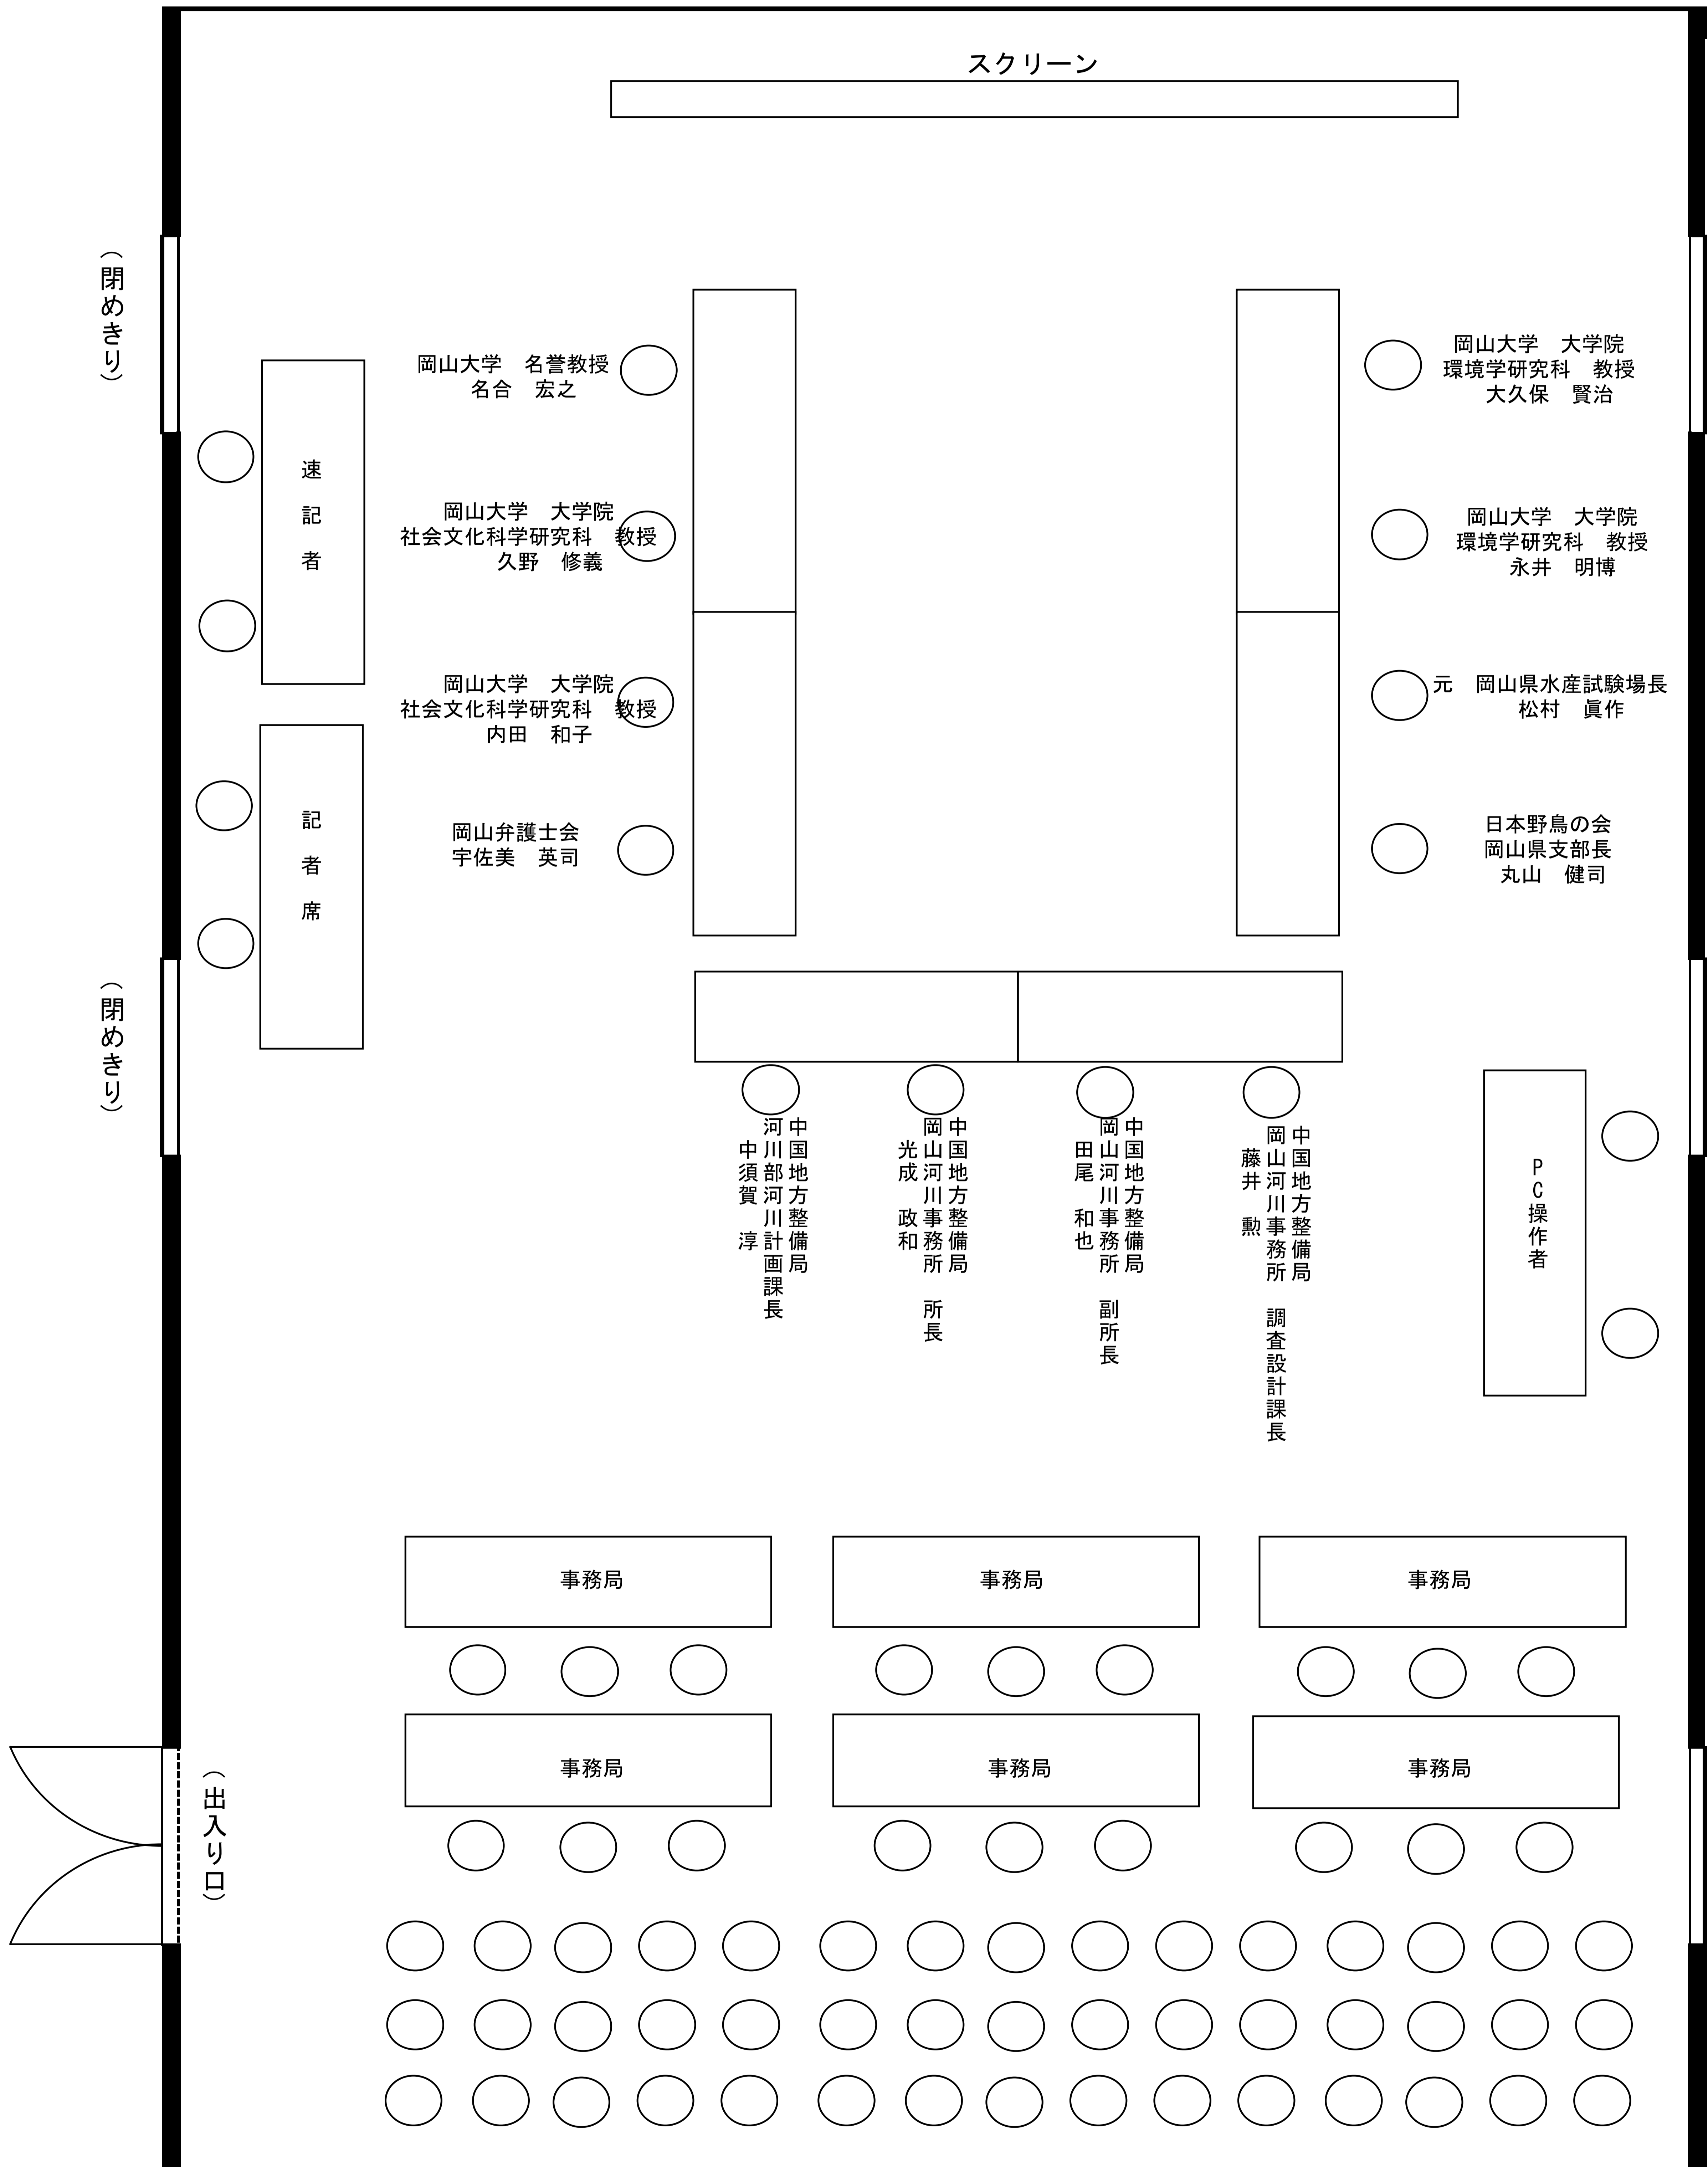 スクリーン
（閉めきり）
速記者
岡山大学　名誉教授
名合　宏之
岡山大学　大学院
社会文化科学研究科　教授
久野　修義
岡山大学　大学院
社会文化科学研究科　教授
内田　和子
岡山弁護士会
宇佐美　英司
岡山大学　大学院
環境学研究科　教授
大久保　賢治
岡山大学　大学院
環境学研究科　教授
永井　明博
元　岡山県水産試験場長
松村　眞作
日本野鳥の会
岡山県支部長
丸山　健司
記者席
（閉めきり）
中国地方整備局
河川部河川計画課長
中須賀　淳
中国地方整備局
岡山河川事務所　所長
光成　政和
中国地方整備局
岡山河川事務所　副所長
田尾　和也
中国地方整備局
岡山河川事務所　調査設計課長
藤井　勲
PC操作者
事務局
事務局
事務局
事務局
事務局
事務局
（出入り口）